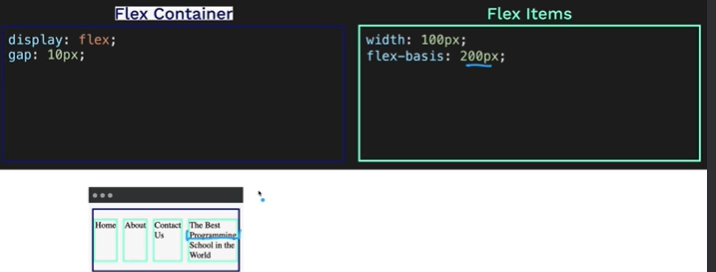 Flex Container
Flex Items
display: flex;
gap: 10px;
width: 100px;
flex-basis: 200px;
Home
About
Contact
Us
The Best
Programming
School in the
World